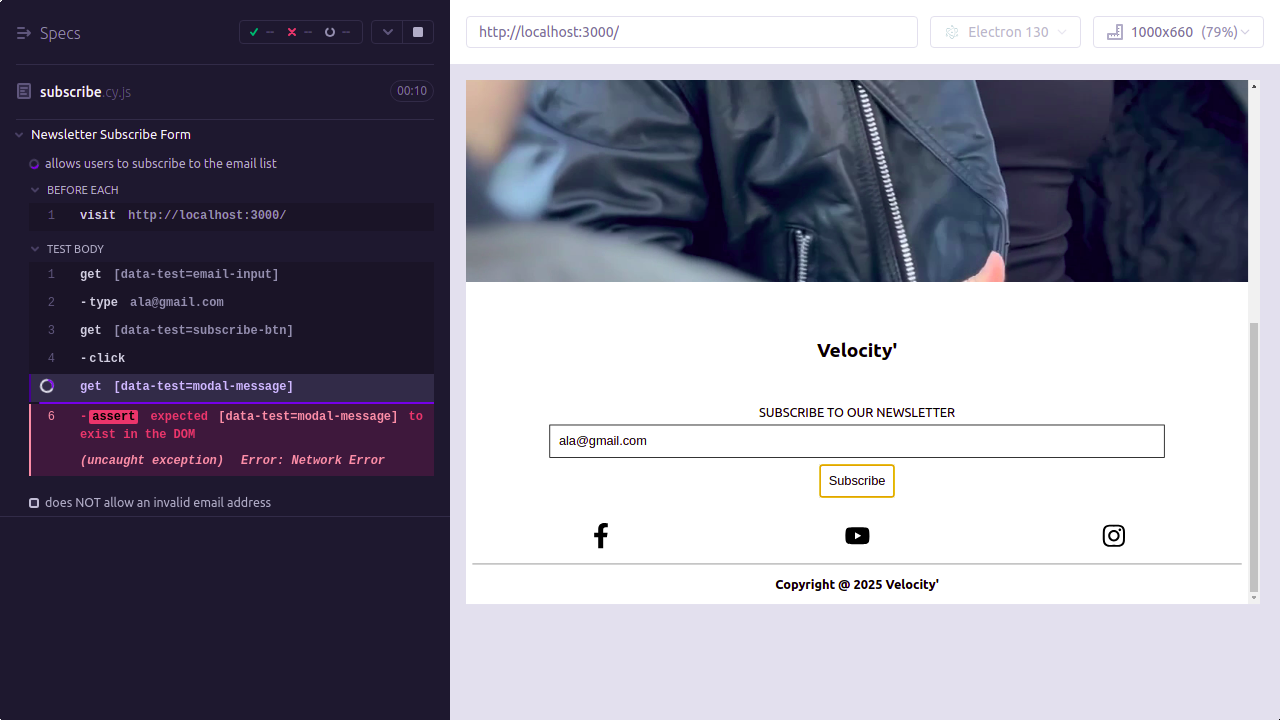 Specs
-- -- --
subscribe.cy.js 00:10
Newsletter Subscribe Form
allows users to subscribe to the email list
BEFORE EACH
1 visit http://localhost:3000/
TEST BODY
1 get [data-test=email-input]
2 -type ala@gmail.com
3 get [data-test=subscribe-btn]
4 -click
get [data-test=modal-message]
6 -assert expected [data-test=modal-message] to
exist in the DOM
(uncaught exception) Error: Network Error
does NOT allow an invalid email address
http://localhost:3000/
Electron 130
1000x660 (79%)
Velocity'
SUBSCRIBE TO OUR NEWSLETTER
ala@gmail.com
Subscribe
Copyright @ 2025 Velocity'